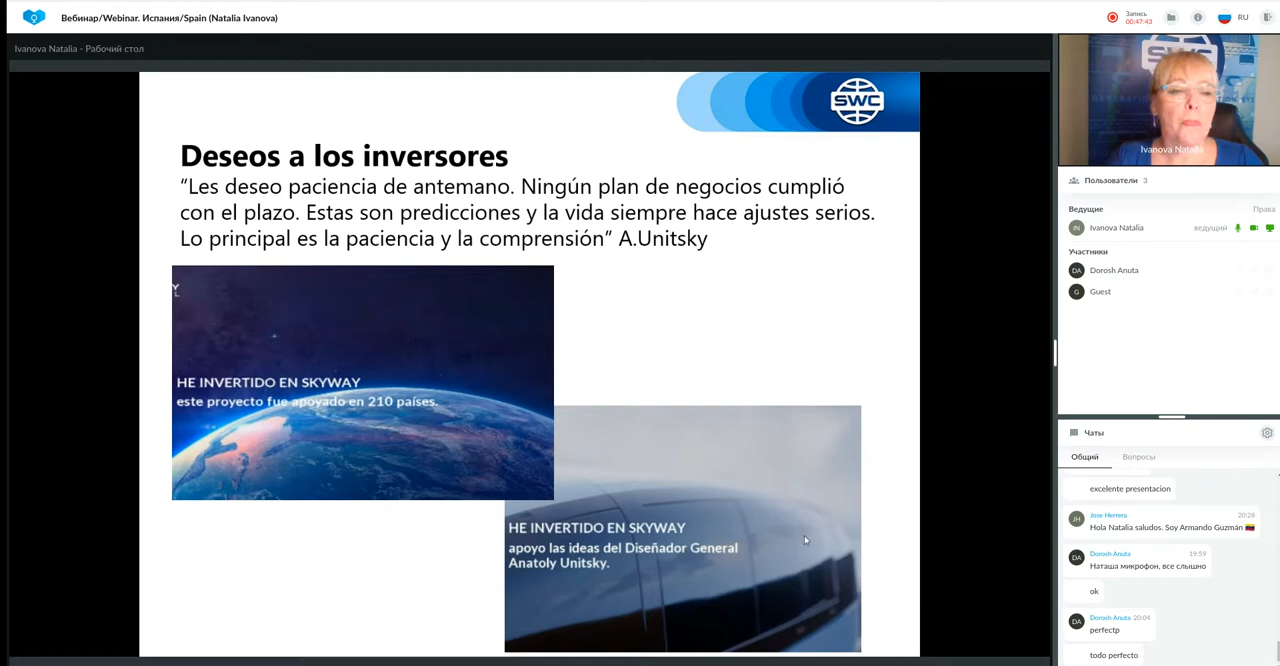 Вебинар/Webinar. Испания/Spain (Natalia Ivanova)
Запись
00:47:43
RU
Ivanova Natalia - Рабочий стол
SWC
Deseos a los inversores
“Les deseo paciencia de antemano. Ningún plan de negocios cumplió
con el plazo. Estas son predicciones y la vida siempre hace ajustes serios.
Lo principal es la paciencia y la comprensión” A.Unitsky
HE INVERTIDO EN SKYWAY
este proyecto fue apoyado en 210 países.
HE INVERTIDO EN SKYWAY
apoyo las ideas del Diseñador General
Anatoly Unitsky.
SWC
Ivanova Natalia
Пользователи 3
Ведущие Права
IN Ivanova Natalia ведущий
Участники
DA Dorosh Anuta
G Guest
Чаты
Общий Вопросы
excelente presentacion
JH Jose Herrera 20:28
Hola Natalia saludos. Soy Armando Guzmán
DA Dorosh Anuta 19:59
Наташа микрофон, все слышно
ok
DA Dorosh Anuta 20:04
perfectp
todo perfecto